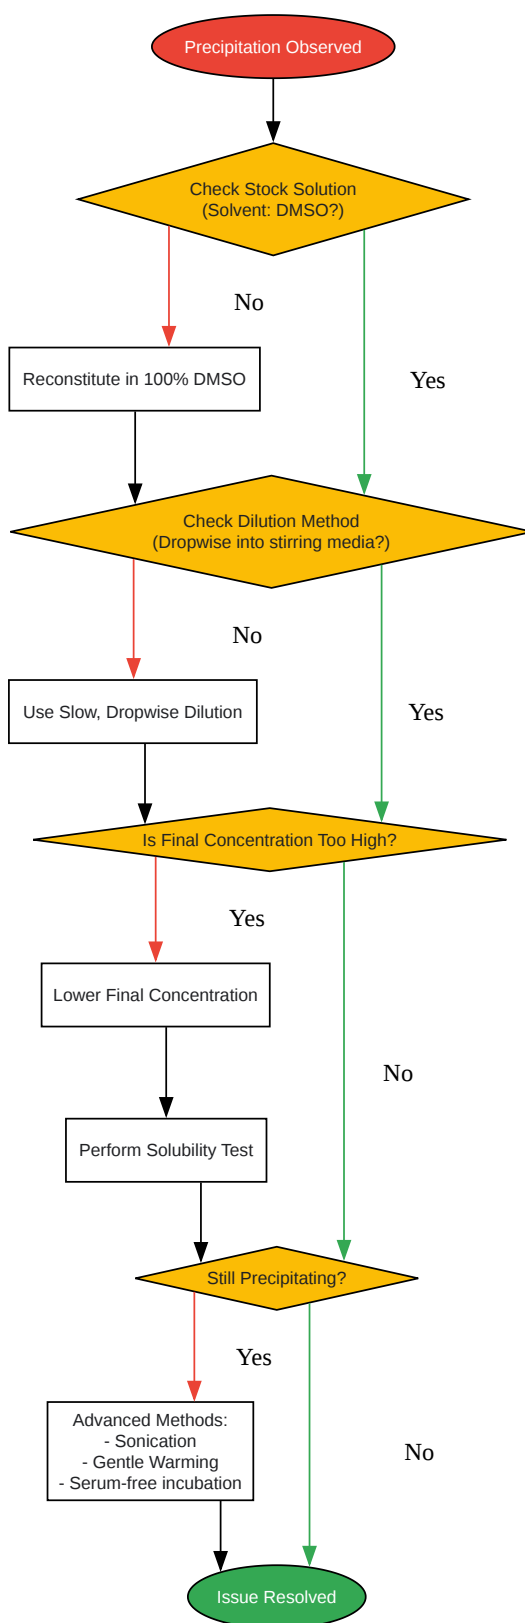 Precipitation Observed
Check Stock Solution
(Solvent: DMSO?)
No
Reconstitute in 100% DMSO
Yes
Check Dilution Method
(Dropwise into stirring media?)
No
Use Slow, Dropwise Dilution
Yes
Is Final Concentration Too High?
Yes
Lower Final Concentration
No
Perform Solubility Test
Still Precipitating?
Yes
Advanced Methods:
- Sonication
- Gentle Warming
- Serum-free incubation
No
Issue Resolved